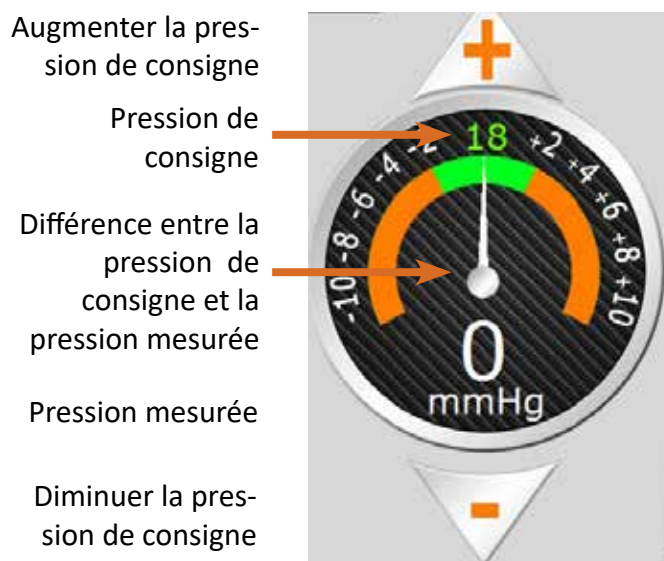 Augmenter la pres-
sion de consigne
Pression de
consigne
Différence entre la
pression de
consigne et la
pression mesurée
Pression mesurée
Diminuer la pres-
sion de consigne
+
18
-2 +2
-4 +4
-6 +6
-8 +8
-10 +10
0
mmHg
-